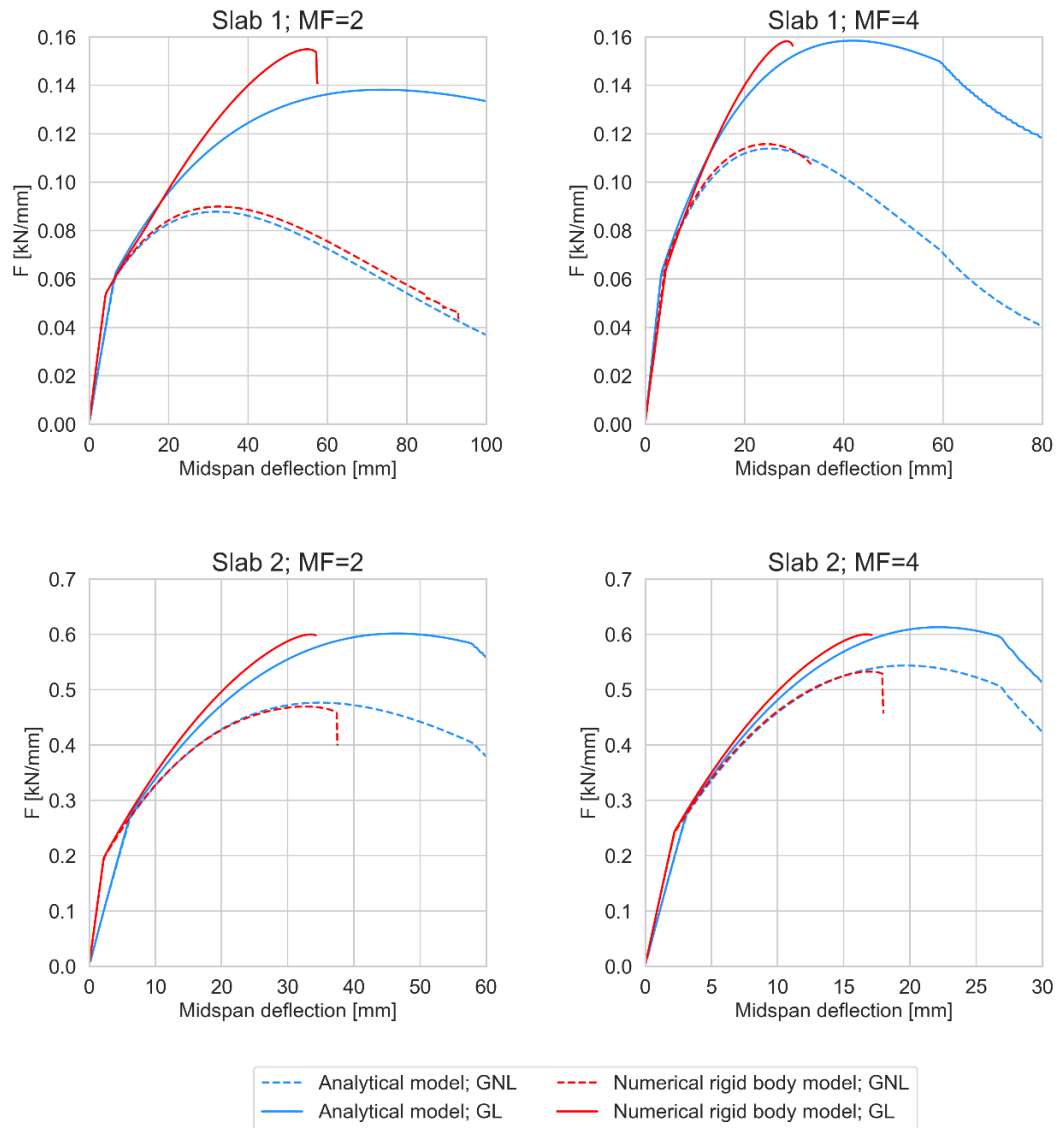 Slab 1; MF=2
0.16
0.14
0.12
0.10
0.08
0.06
0.04
0.02
0.00
F [kN/mm]
0 20 40 60 80 100
Midspan deflection [mm]
Slab 1; MF=4
0.16
0.14
0.12
0.10
0.08
0.06
0.04
0.02
0.00
F [kN/mm]
0 20 40 60 80
Midspan deflection [mm]
Slab 2; MF=2
0.7
0.6
0.5
0.4
0.3
0.2
0.1
0.0
F [kN/mm]
0 10 20 30 40 50 60
Midspan deflection [mm]
Slab 2; MF=4
0.7
0.6
0.5
0.4
0.3
0.2
0.1
0.0
F [kN/mm]
0 5 10 15 20 25 30
Midspan deflection [mm]
Analytical model; GNL
Analytical model; GL
Numerical rigid body model; GNL
Numerical rigid body model; GL